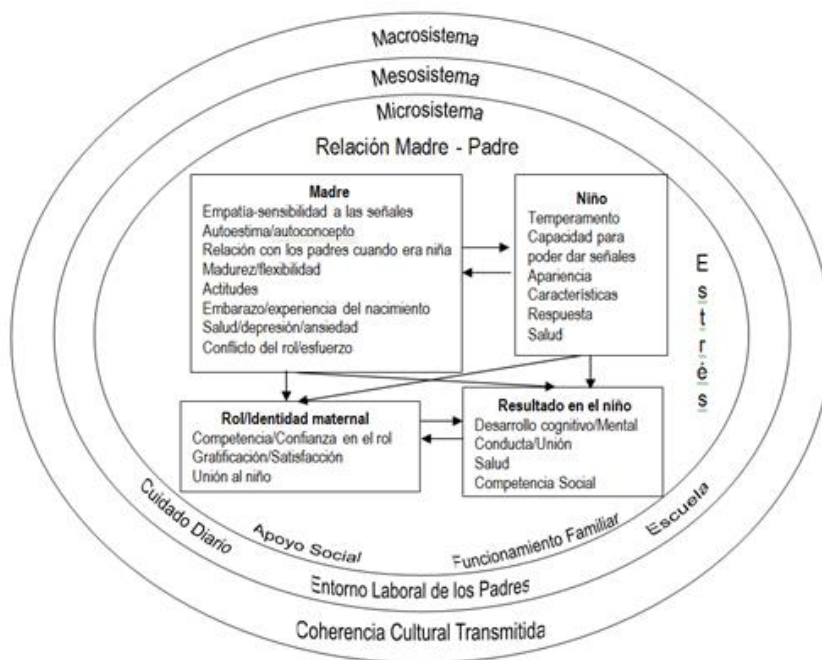 Macrosistema
Mesosistema
Microsistema
Relación Madre - Padre
Madre
Empatía-sensibilidad a las señales
Autoestima/autoconcepto
Relación con los padres cuando era niña
Madurez/flexibilidad
Actitudes
Embarazo/experiencia del nacimiento
Salud/depresión/ansiedad
Conflicto del rol/esfuerzo
Niño
Temperamento
Capacidad para
poder dar señales
Apariencia
Características
Respuesta
Salud
Estrés
Rol/Identidad maternal
Competencia/Confianza en el rol
Gratificación/Satisfacción
Unión al niño
Resultado en el niño
Desarrollo cognitivo/Mental
Conducta/Unión
Salud
Competencia Social
Cuidado Diario
Apoyo Social
Funcionamiento Familiar
Escuela
Entorno Laboral de los Padres
Coherencia Cultural Transmitida